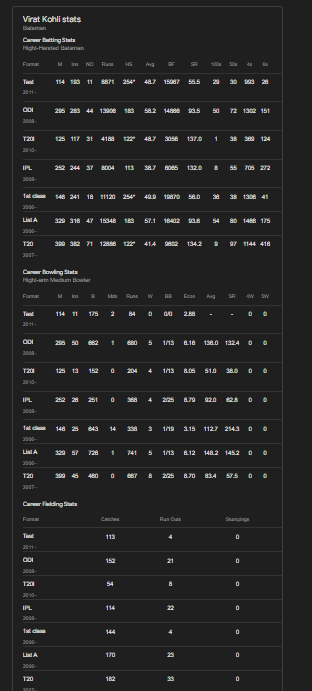 Virat Kohli stats
Batsman
Career Batting Stats
Right-Handed Batsman
Format M Inn NO Runs HS Avg BF SR 100s 50s 4s 6s
Test 114 193 11 8871 254* 48.7 15967 55.5 29 30 993 26
2011-
ODI 295 283 44 13906 183 58.2 14866 93.5 50 72 1302 151
2008-
T20I 125 117 31 4188 122* 48.7 3056 137.0 1 38 369 124
2010-
IPL 252 244 37 8004 113 38.7 6065 132.0 8 55 705 272
2008-
1st class 146 241 18 11120 254* 49.9 19870 56.0 36 38 1306 41
2006-
List A 329 316 47 15348 183 57.1 16402 93.6 54 80 1466 175
2006-
T20 399 382 71 12886 122* 41.4 9602 134.2 9 97 1144 416
2007-
Career Bowling Stats
Right-arm Medium Bowler
Format M Inn B Mdn Runs W BB Econ Avg SR 4W 5W
Test 114 11 175 2 84 0 0/0 2.88 - - 0 0
2011-
ODI 295 50 662 1 680 5 1/13 6.16 136.0 132.4 0 0
2008-
T20I 125 13 152 0 204 4 1/13 8.05 51.0 38.0 0 0
2010-
IPL 252 26 251 0 368 4 2/25 8.79 92.0 62.8 0 0
2008-
1st class 146 25 643 14 338 3 1/19 3.15 112.7 214.3 0 0
2006-
List A 329 57 726 1 741 5 1/13 6.12 148.2 145.2 0 0
2006-
T20 399 45 460 0 667 8 2/25 8.70 83.4 57.5 0 0
2007-
Career Fielding Stats
Format Catches Run Outs Stumpings
Test 113 4 0
2011-
ODI 152 21 0
2008-
T20I 54 8 0
2010-
IPL 114 22 0
2008-
1st class 144 4 0
2006-
List A 170 23 0
2006-
T20 182 33 0
2007-